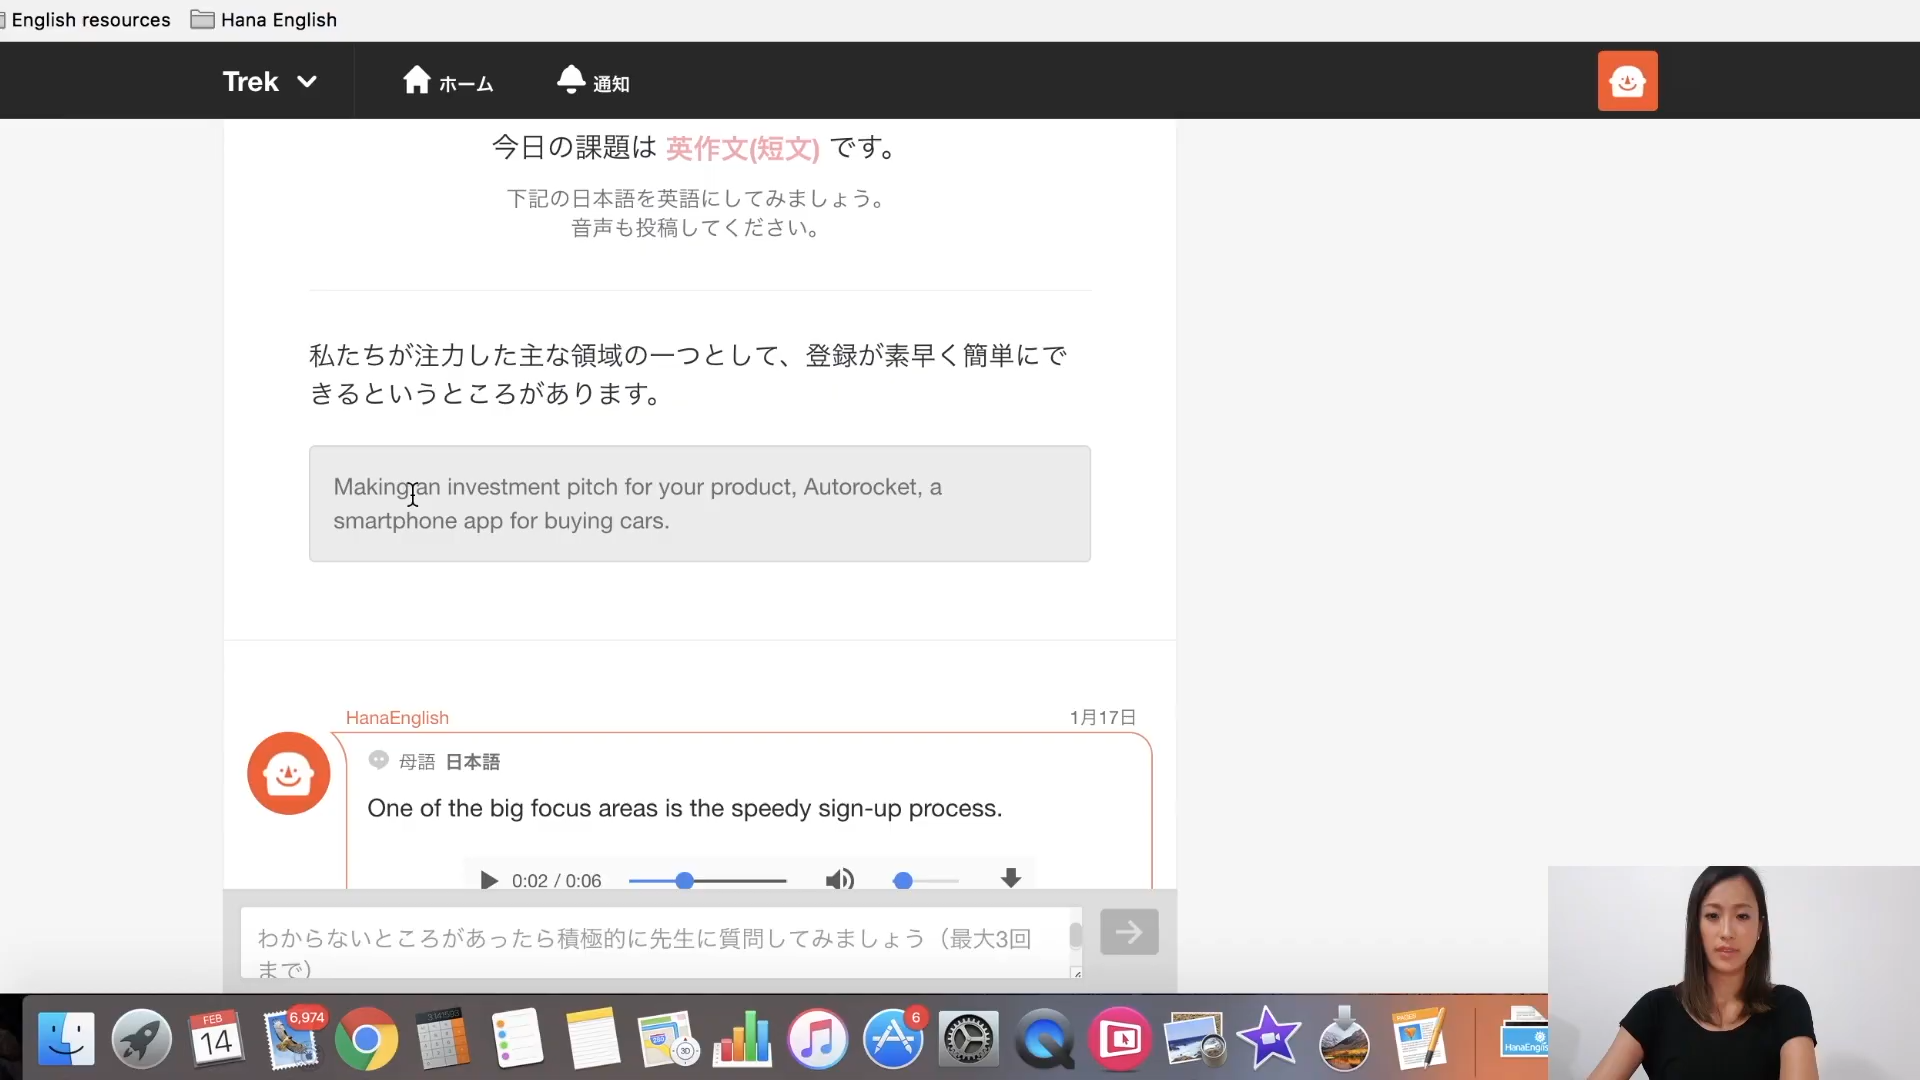 English resources Hana English
Trek ホーム 通知
今日の課題は 英作文(短文) です。
下記の日本語を英語にしてみましょう。
音声も投稿してください。
私たちが注力した主な領域の一つとして、登録が素早く簡単にで
きるというところがあります。
Making an investment pitch for your product, Autorocket, a
smartphone app for buying cars.
HanaEnglish 1月17日
母語 日本語
One of the big focus areas is the speedy sign-up process.
0:02 / 0:06
わからないところがあったら積極的に先生に質問してみましょう（最大3回
まで）
FEB
14
6,974
6
3D
PAGES
HanaEnglis